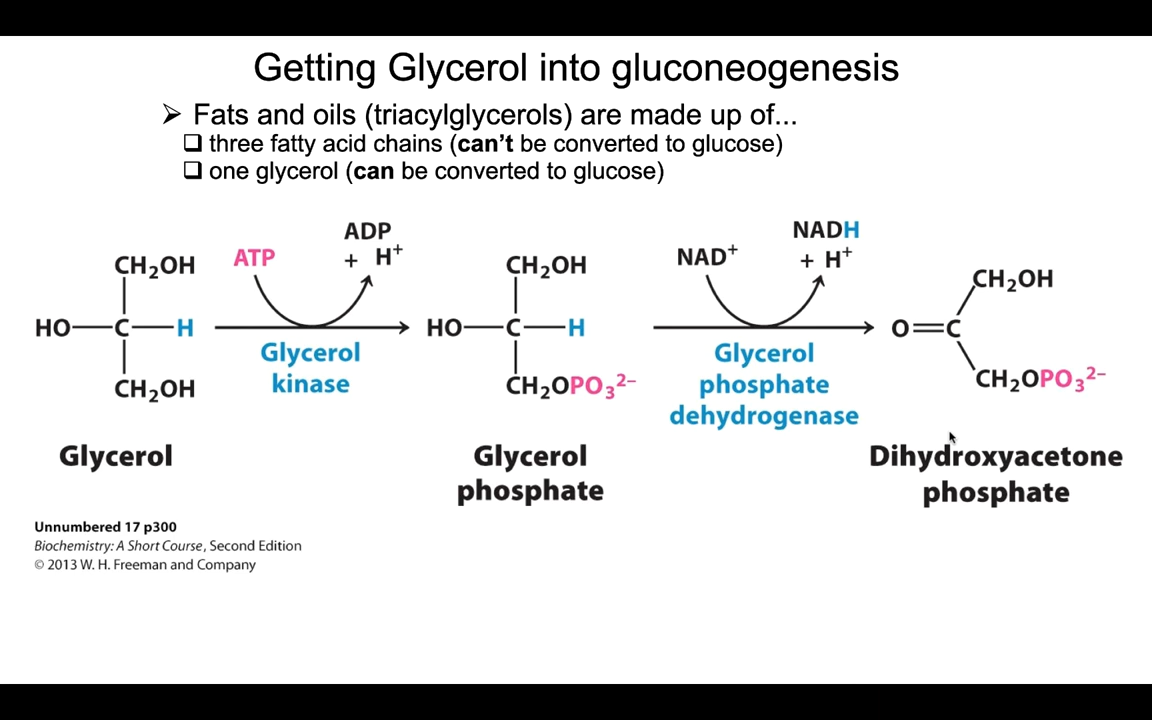 Getting Glycerol into gluconeogenesis
➢ Fats and oils (triacylglycerols) are made up of...
❑ three fatty acid chains (can't be converted to glucose)
❑ one glycerol (can be converted to glucose)
CH₂OH
HO—C—H
CH₂OH
Glycerol
ATP
ADP
+ H⁺
Glycerol
kinase
CH₂OH
HO—C—H
CH₂OPO₃²⁻
Glycerol
phosphate
NAD⁺
NADH
+ H⁺
Glycerol
phosphate
dehydrogenase
CH₂OH
O=C
CH₂OPO₃²⁻
Dihydroxyacetone
phosphate
Unnumbered 17 p300
Biochemistry: A Short Course, Second Edition
© 2013 W. H. Freeman and Company